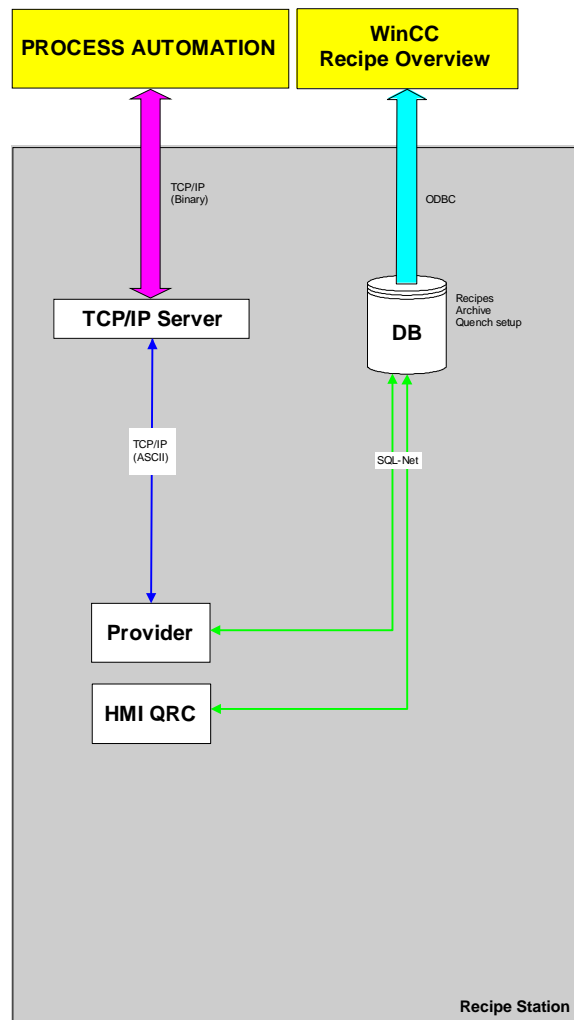 PROCESS AUTOMATION
WinCC
Recipe Overview
TCP/IP
(Binary)
ODBC
TCP/IP Server
DB
Recipes
Archive
Quench setup
TCP/IP
(ASCII)
SQL-Net
Provider
HMI QRC
Recipe Station